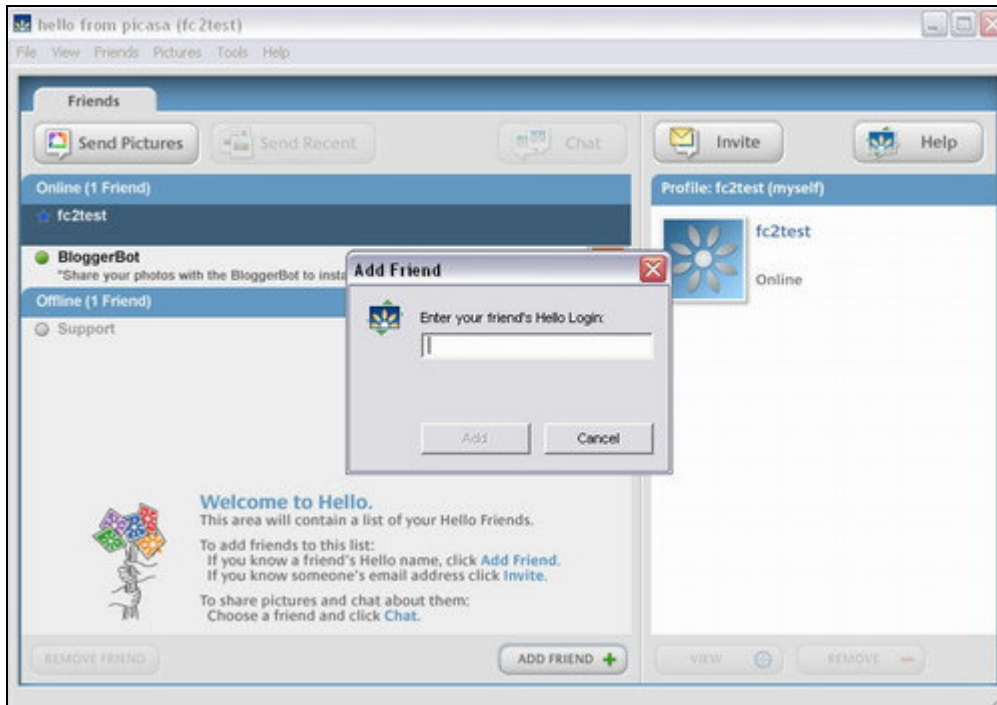 hello from picasa (fc2test)
File View Friends Pictures Tools Help
Friends
Send Pictures Send Recent Chat Invite Help
Online (1 Friend)
Profile: fc2test (myself)
fc2test
fc2test
Online
BloggerBot
"Share your photos with the BloggerBot to insta
Offline (1 Friend)
Support
Add Friend
Enter your friend's Hello Login:
Add Cancel
Welcome to Hello.
This area will contain a list of your Hello Friends.
To add friends to this list:
If you know a friend's Hello name, click Add Friend.
If you know someone's email address click Invite.
To share pictures and chat about them:
Choose a friend and click Chat.
REMOVE FRIEND ADD FRIEND VIEW REMOVE